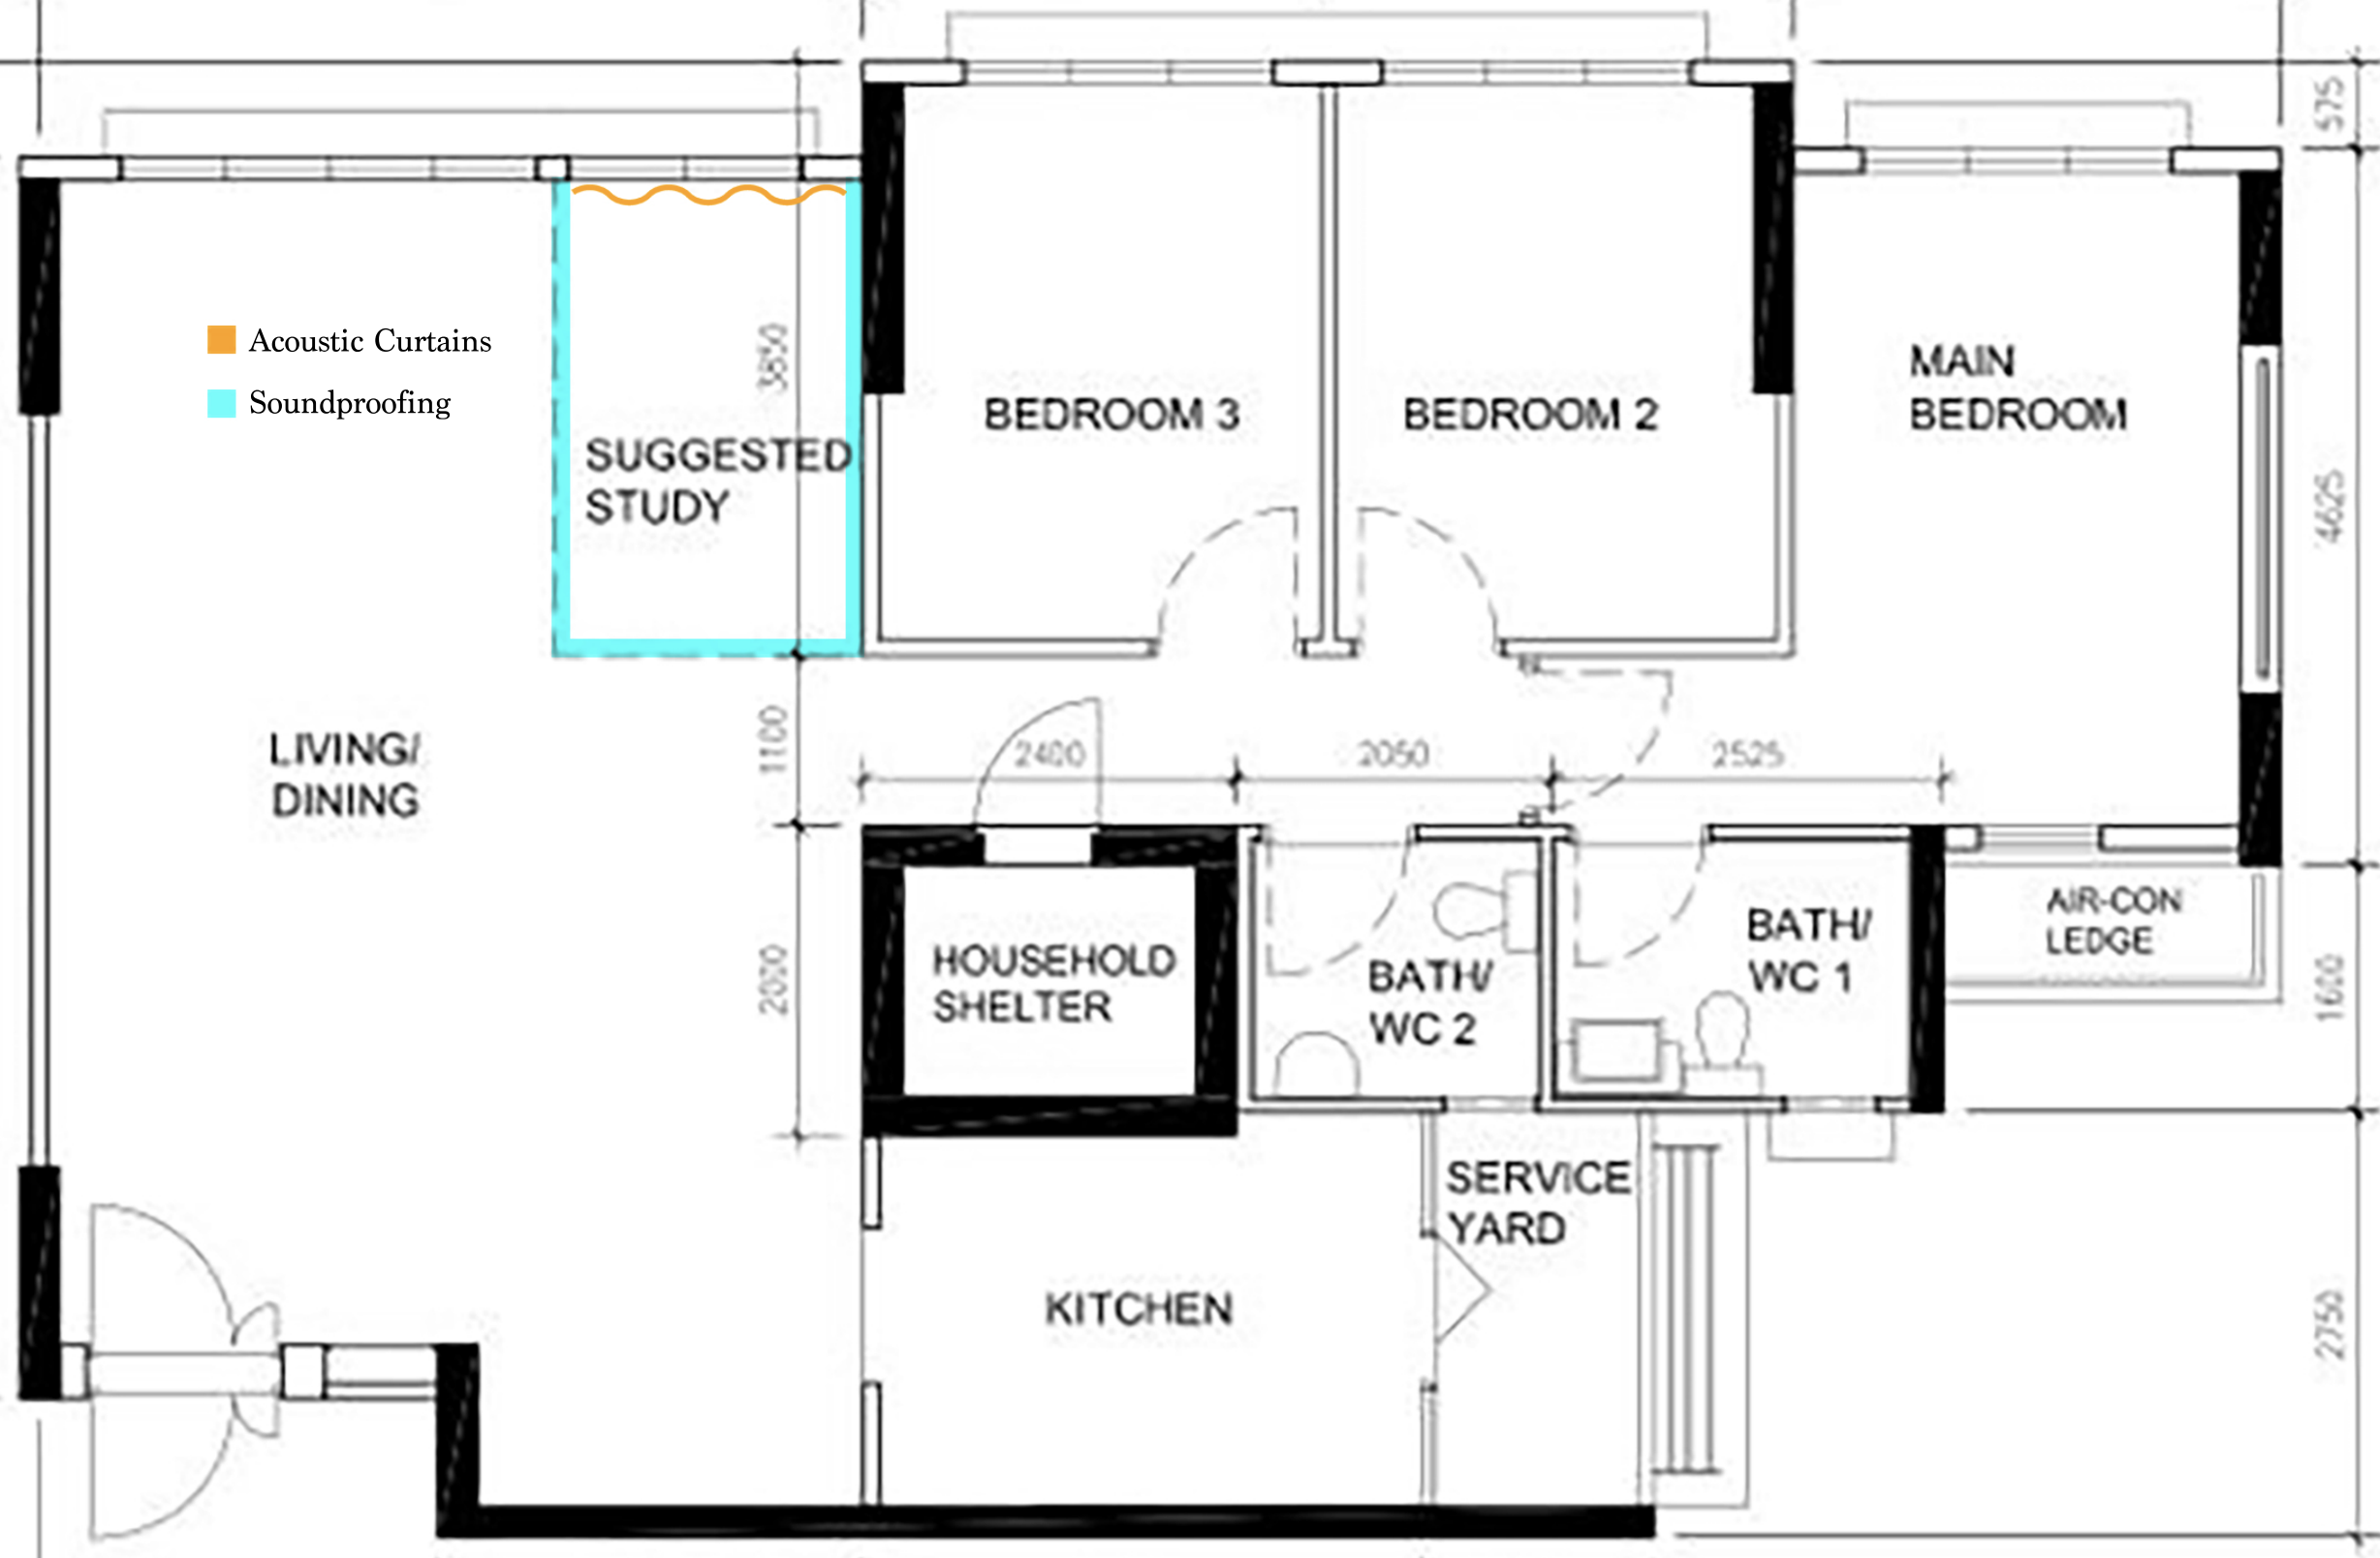 575
Acoustic Curtains
Soundproofing
3850
SUGGESTED
STUDY
BEDROOM 3
BEDROOM 2
MAIN
BEDROOM
4625
LIVING/
DINING
1100
2400
2050
2525
HOUSEHOLD
SHELTER
2000
BATH/
WC 2
BATH/
WC 1
AIR-CON
LEDGE
1600
SERVICE
YARD
KITCHEN
2750